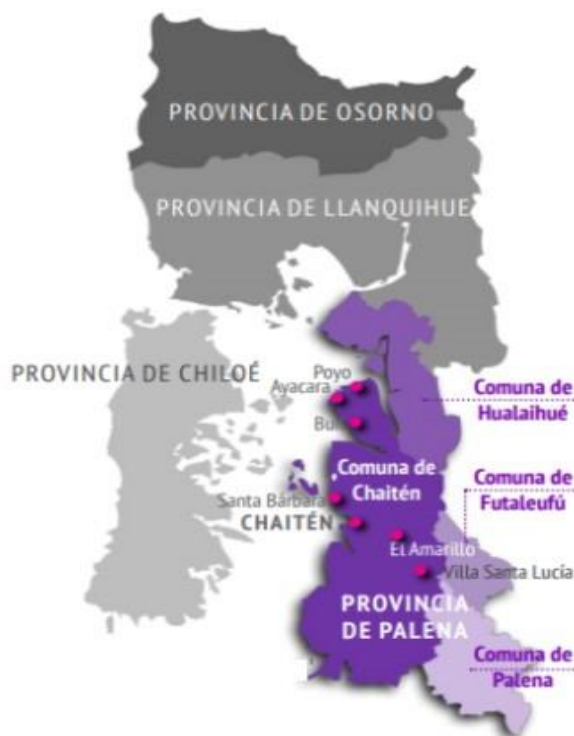 PROVINCIA DE OSORNO
PROVINCIA DE LLANQUIHUE
PROVINCIA DE CHILOÉ
Poyo
Ayacara
Bu
Comuna de
Hualaihué
Comuna de
Chaitén
Comuna de
Futaleufú
Santa Bárbara
CHAITÉN
El Amarillo
Villa Santa Lucía
PROVINCIA
DE PALENA
Comuna de
Palena